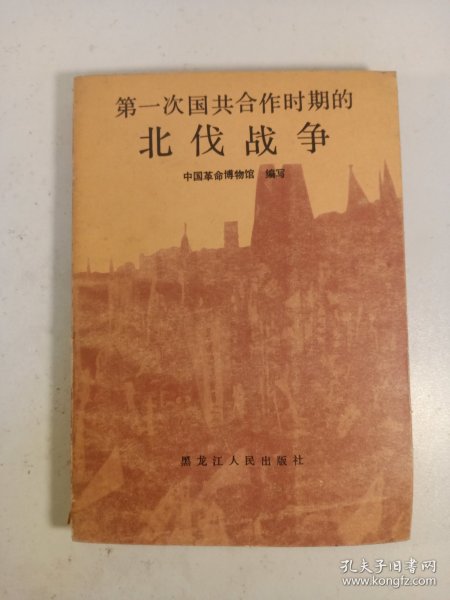 第一次国共合作时期的
北伐战争
中国革命博物馆 编写
黑龙江人民出版社
孔夫子旧书网
www.kongfz.com